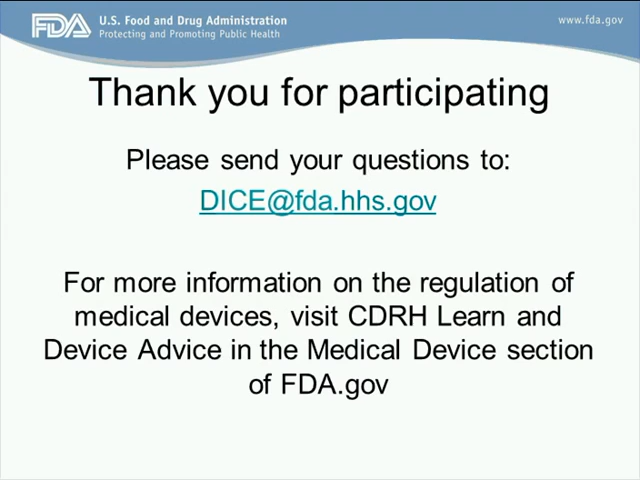 FDA U.S. Food and Drug Administration
Protecting and Promoting Public Health
www.fda.gov
Thank you for participating
Please send your questions to:
DICE@fda.hhs.gov
For more information on the regulation of
medical devices, visit CDRH Learn and
Device Advice in the Medical Device section
of FDA.gov